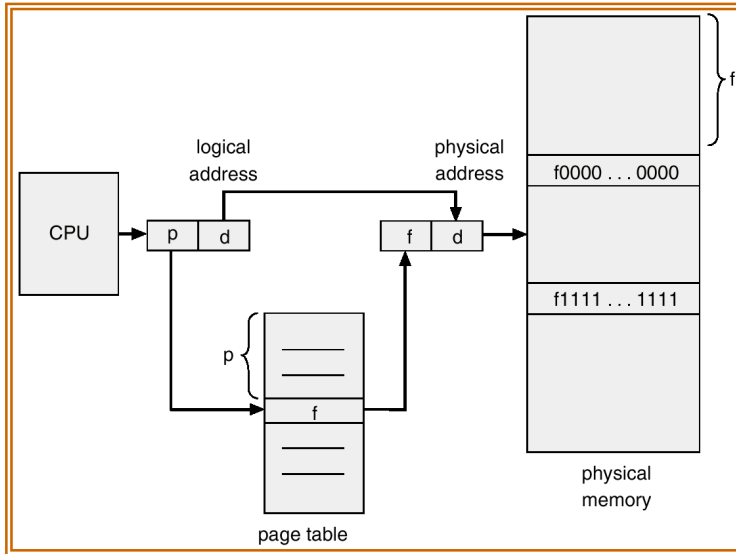 f
logical
address
physical
address
f0000 . . . 0000
CPU
p d
f d
f1111 . . . 1111
p
f
physical
memory
page table